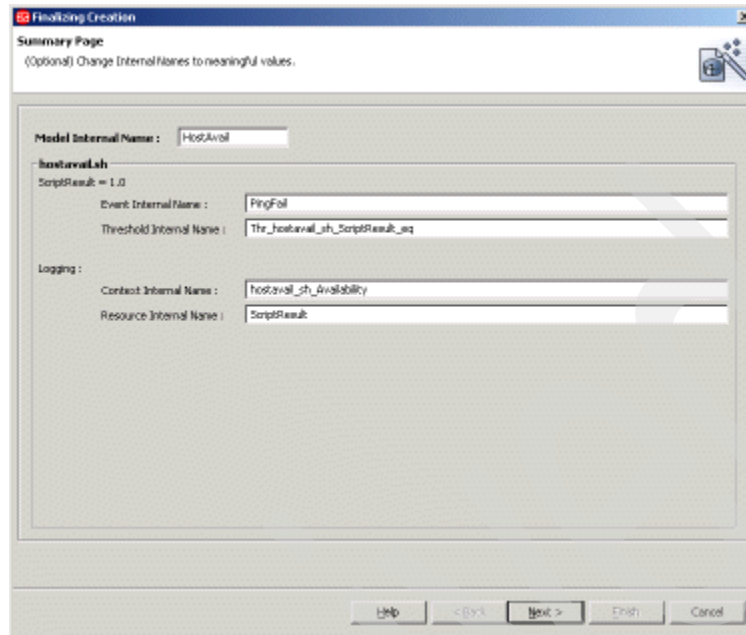 Finalizing Creation
Summary Page
(Optional) Change Internal Names to meaningful values.
Model Internal Name : HostAvail
hostavail.sh
ScriptResult = 1.0
Event Internal Name : PingFail
Threshold Internal Name : Thr_hostavail_sh_ScriptResult_eq
Logging :
Context Internal Name : hostavail_sh_Availability
Resource Internal Name : ScriptResult
Help < Back Next > Finish Cancel